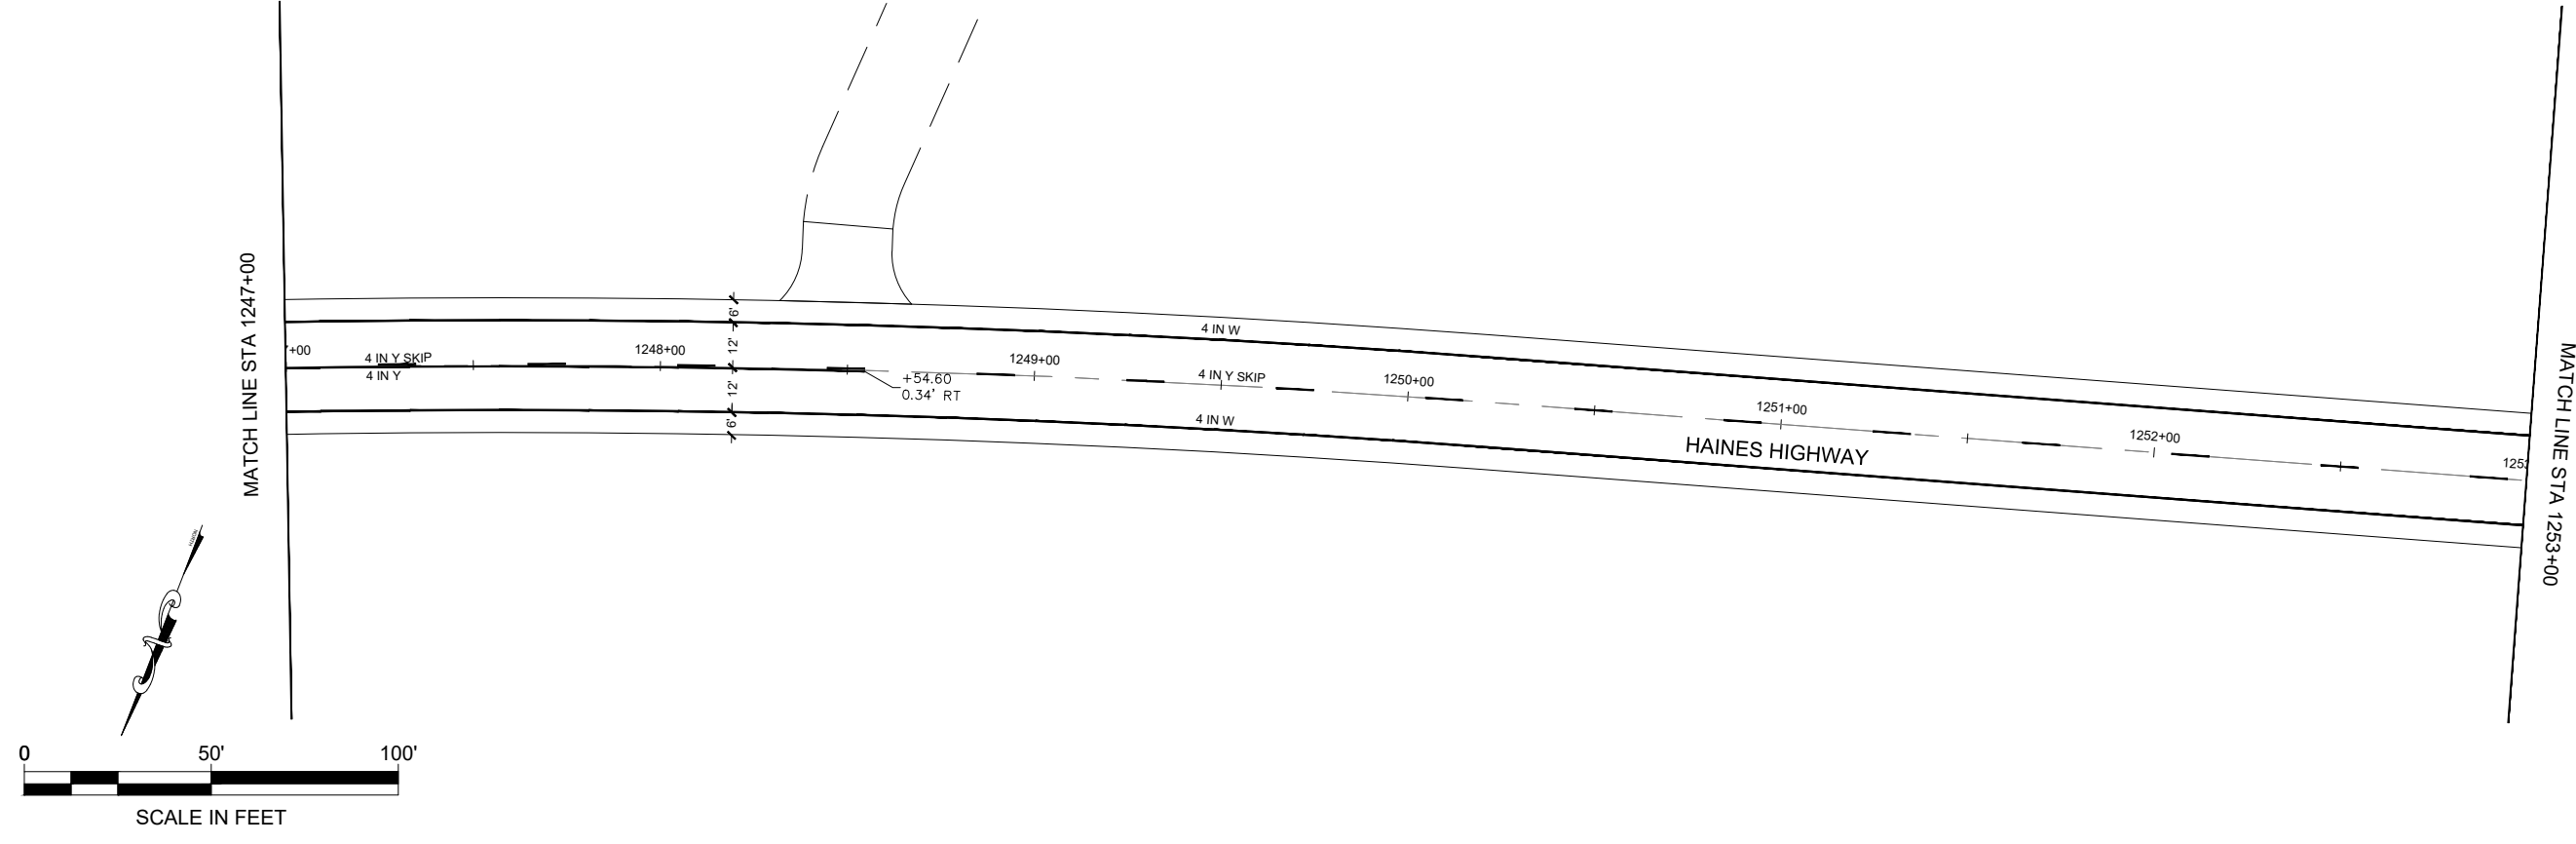 MATCH LINE STA 1247+00
MATCH LINE STA 1253+00
6'
12'
12'
6'
4 IN W
'+00
4 IN Y SKIP
4 IN Y
1248+00
1249+00
+54.60
0.34' RT
4 IN Y SKIP
1250+00
4 IN W
1251+00
HAINES HIGHWAY
1252+00
1253
NORTH
0 50' 100'
SCALE IN FEET